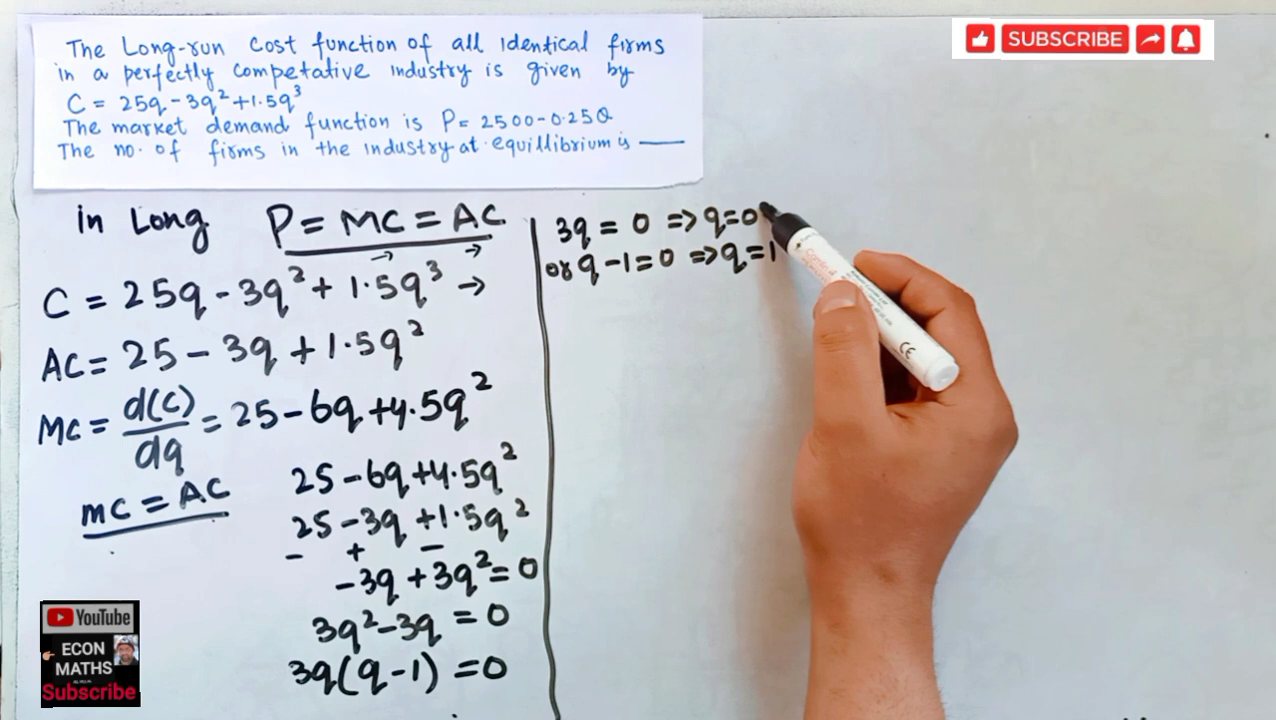 The Long-run cost function of all identical firms
in a perfectly competative industry is given by
C = 25q - 3q² + 1.5q³
The market demand function is P = 2500 - 0.25Q
The no. of firms in the industry at equillibrium is ___
SUBSCRIBE
in Long P = MC = AC
C = 25q - 3q² + 1.5q³ →
AC = 25 - 3q + 1.5q²
MC = d(C)/dq = 25 - 6q + 4.5q²
MC = AC
25 - 6q + 4.5q²
25 - 3q + 1.5q²
- + -
-3q + 3q² = 0
3q² - 3q = 0
3q(q - 1) = 0
3q = 0 => q = 0
or q - 1 = 0 => q = 1
CE
YouTube
ECON
MATHS
Subscribe